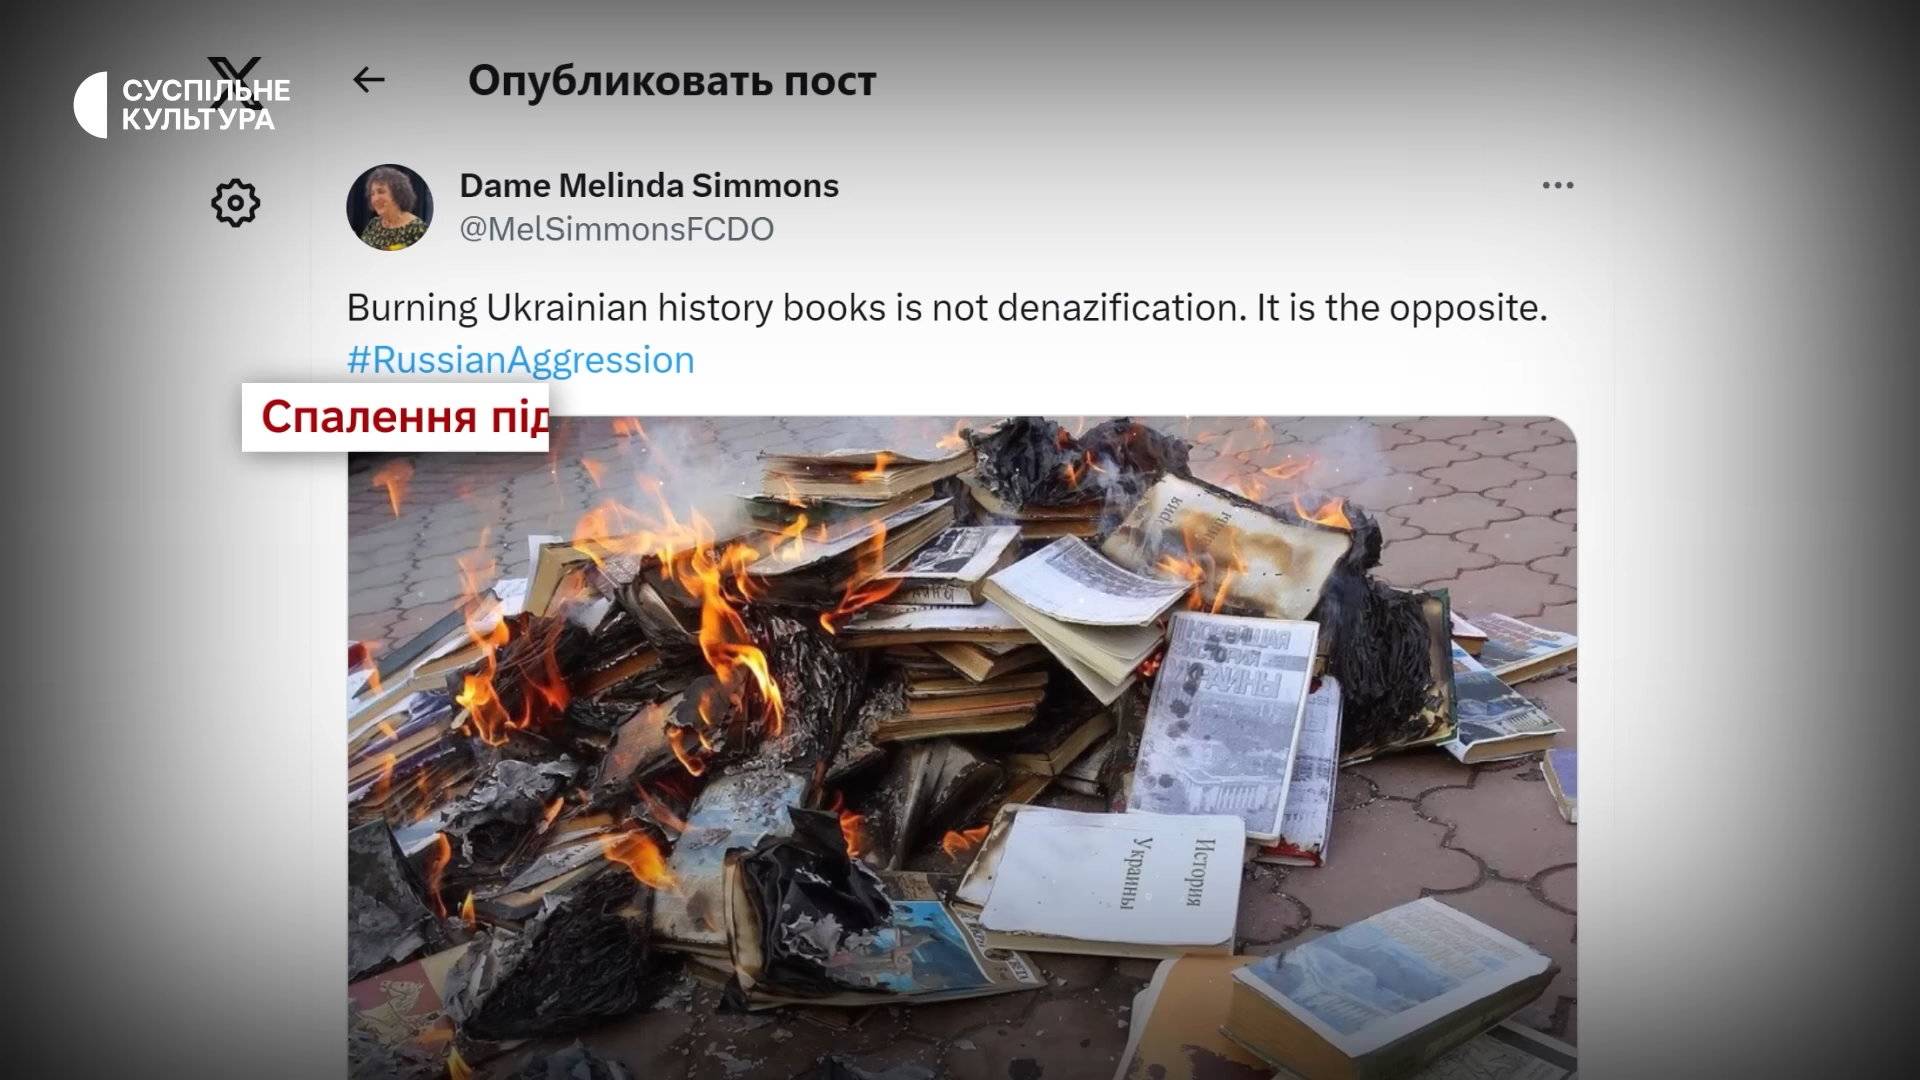 СУСПІЛЬНЕ
КУЛЬТУРА
Опубликовать пост
Dame Melinda Simmons
@MelSimmonsFCDO
Burning Ukrainian history books is not denazification. It is the opposite.
#RussianAggression
Спалення під
История
Украины